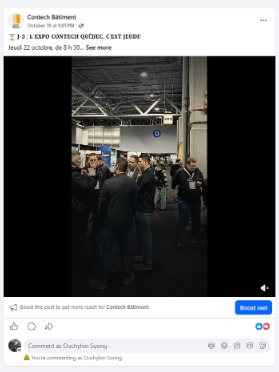 Contech Bâtiment
October 19 at 6:01 PM ·
⏳ J-3 : L'EXPO CONTECH QUÉBEC, C'EST JEUDI!
Jeudi 22 octobre, de 8 h 30... See more
Boost this post to get more reach for Contech Bâtiment.
Boost reel
Comment as Ouchylon Suong
You're commenting as Ouchylon Suong.